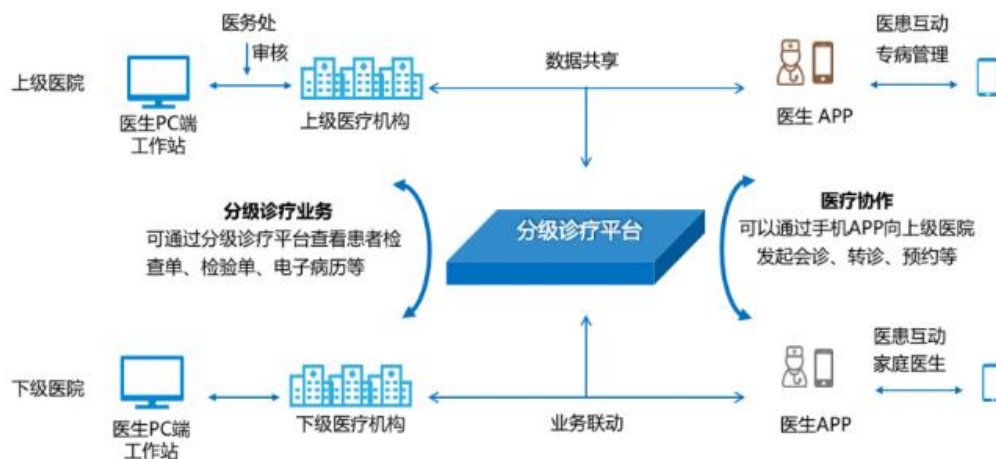 医务处
审核
上级医院
医生PC端
工作站
上级医疗机构
数据共享
医生 APP
医患互动
专病管理
分级诊疗业务
可通过分级诊疗平台查看患者检
查单、检验单、电子病历等
分级诊疗平台
医疗协作
可以通过手机APP向上级医院
发起会诊、转诊、预约等
下级医院
医生PC端
工作站
下级医疗机构
业务联动
医生APP
医患互动
家庭医生